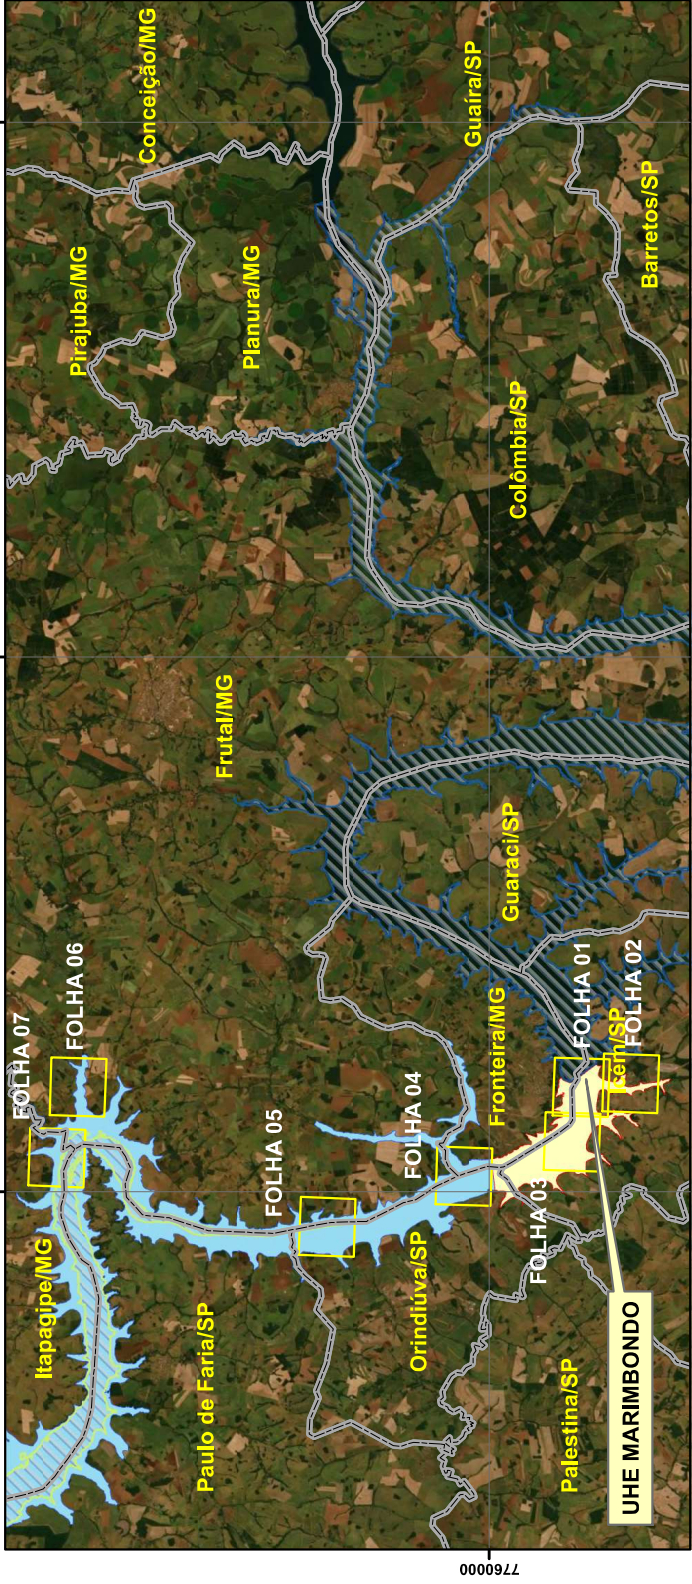 Conceição/MG
Guaíra/SP
Barretos/SP
Pirajuba/MG
Planura/MG
Colômbia/SP
Frutal/MG
Guaraci/SP
FOLHA 07
FOLHA 06
FOLHA 05
FOLHA 04
Fronteira/MG
FOLHA 01
FOLHA 02
Icem/SP
FOLHA 03
Itapagipe/MG
Paulo de Faria/SP
Orindiúva/SP
Palestina/SP
UHE MARIMBONDO
7760000